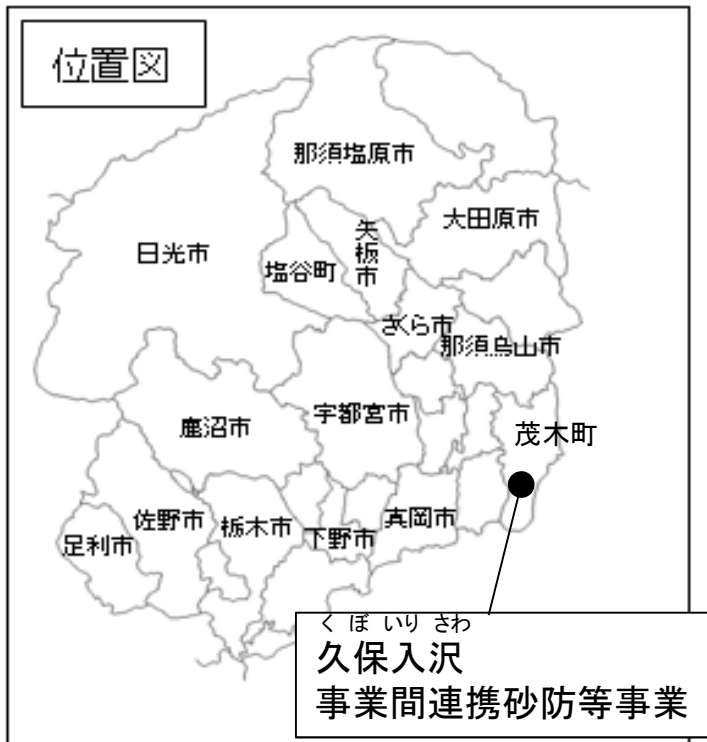 位置図
那須塩原市
大田原市
矢板市
日光市
塩谷町
さくら市
那須烏山市
宇都宮市
鹿沼市
茂木町
佐野市
栃木市
真岡市
下野市
足利市
くぼいりさわ
久保入沢
事業間連携砂防等事業